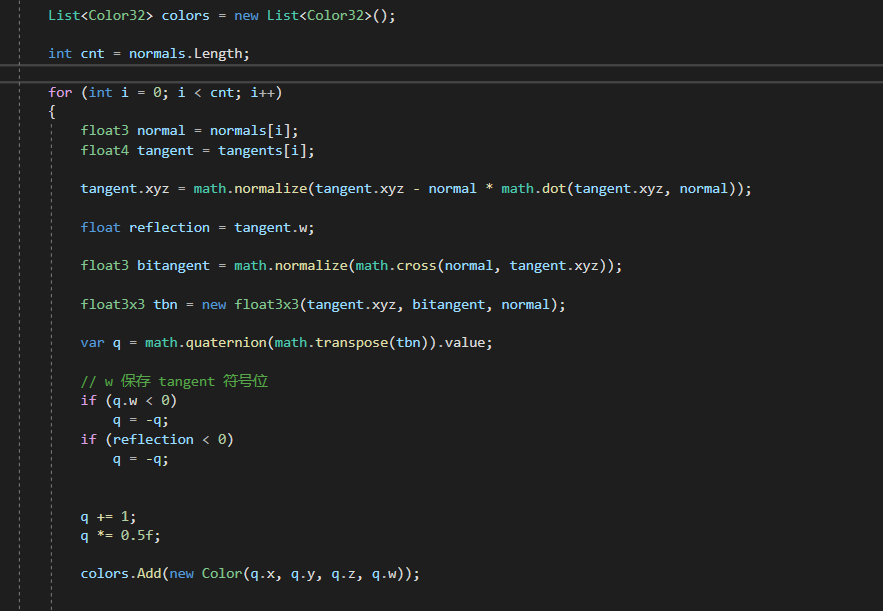 List<Color32> colors = new List<Color32>();
int cnt = normals.Length;
for (int i = 0; i < cnt; i++)
{
float3 normal = normals[i];
float4 tangent = tangents[i];
tangent.xyz = math.normalize(tangent.xyz - normal * math.dot(tangent.xyz, normal));
float reflection = tangent.w;
float3 bitangent = math.normalize(math.cross(normal, tangent.xyz));
float3x3 tbn = new float3x3(tangent.xyz, bitangent, normal);
var q = math.quaternion(math.transpose(tbn)).value;
// w 保存 tangent 符号位
if (q.w < 0)
q = -q;
if (reflection < 0)
q = -q;
q += 1;
q *= 0.5f;
colors.Add(new Color(q.x, q.y, q.z, q.w));